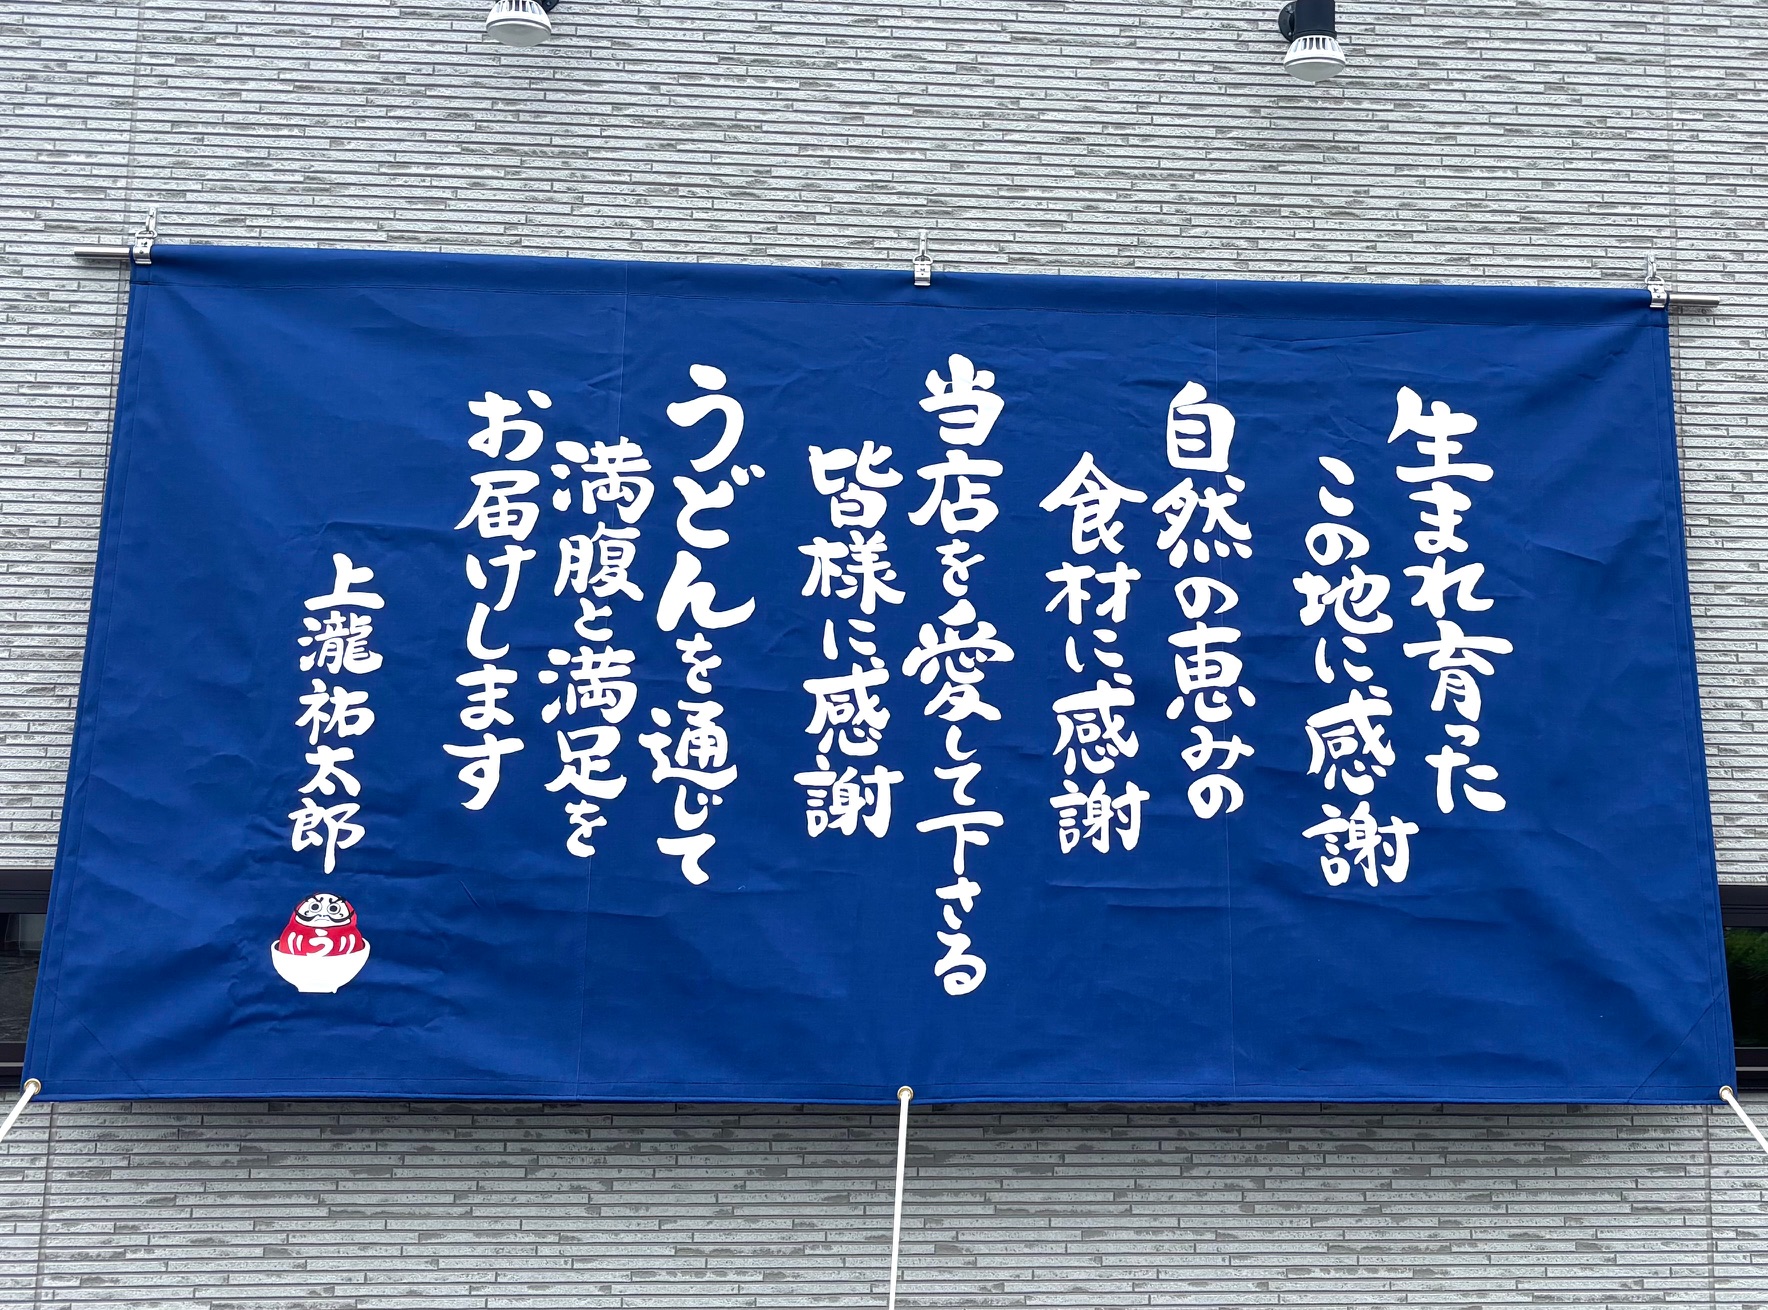 生まれ育った
この地に感謝
自然の恵みの
食材に感謝
当店を愛して下さる
皆様に感謝
うどんを通じて
満腹と満足を
お届けします
上瀧祐太郎
う